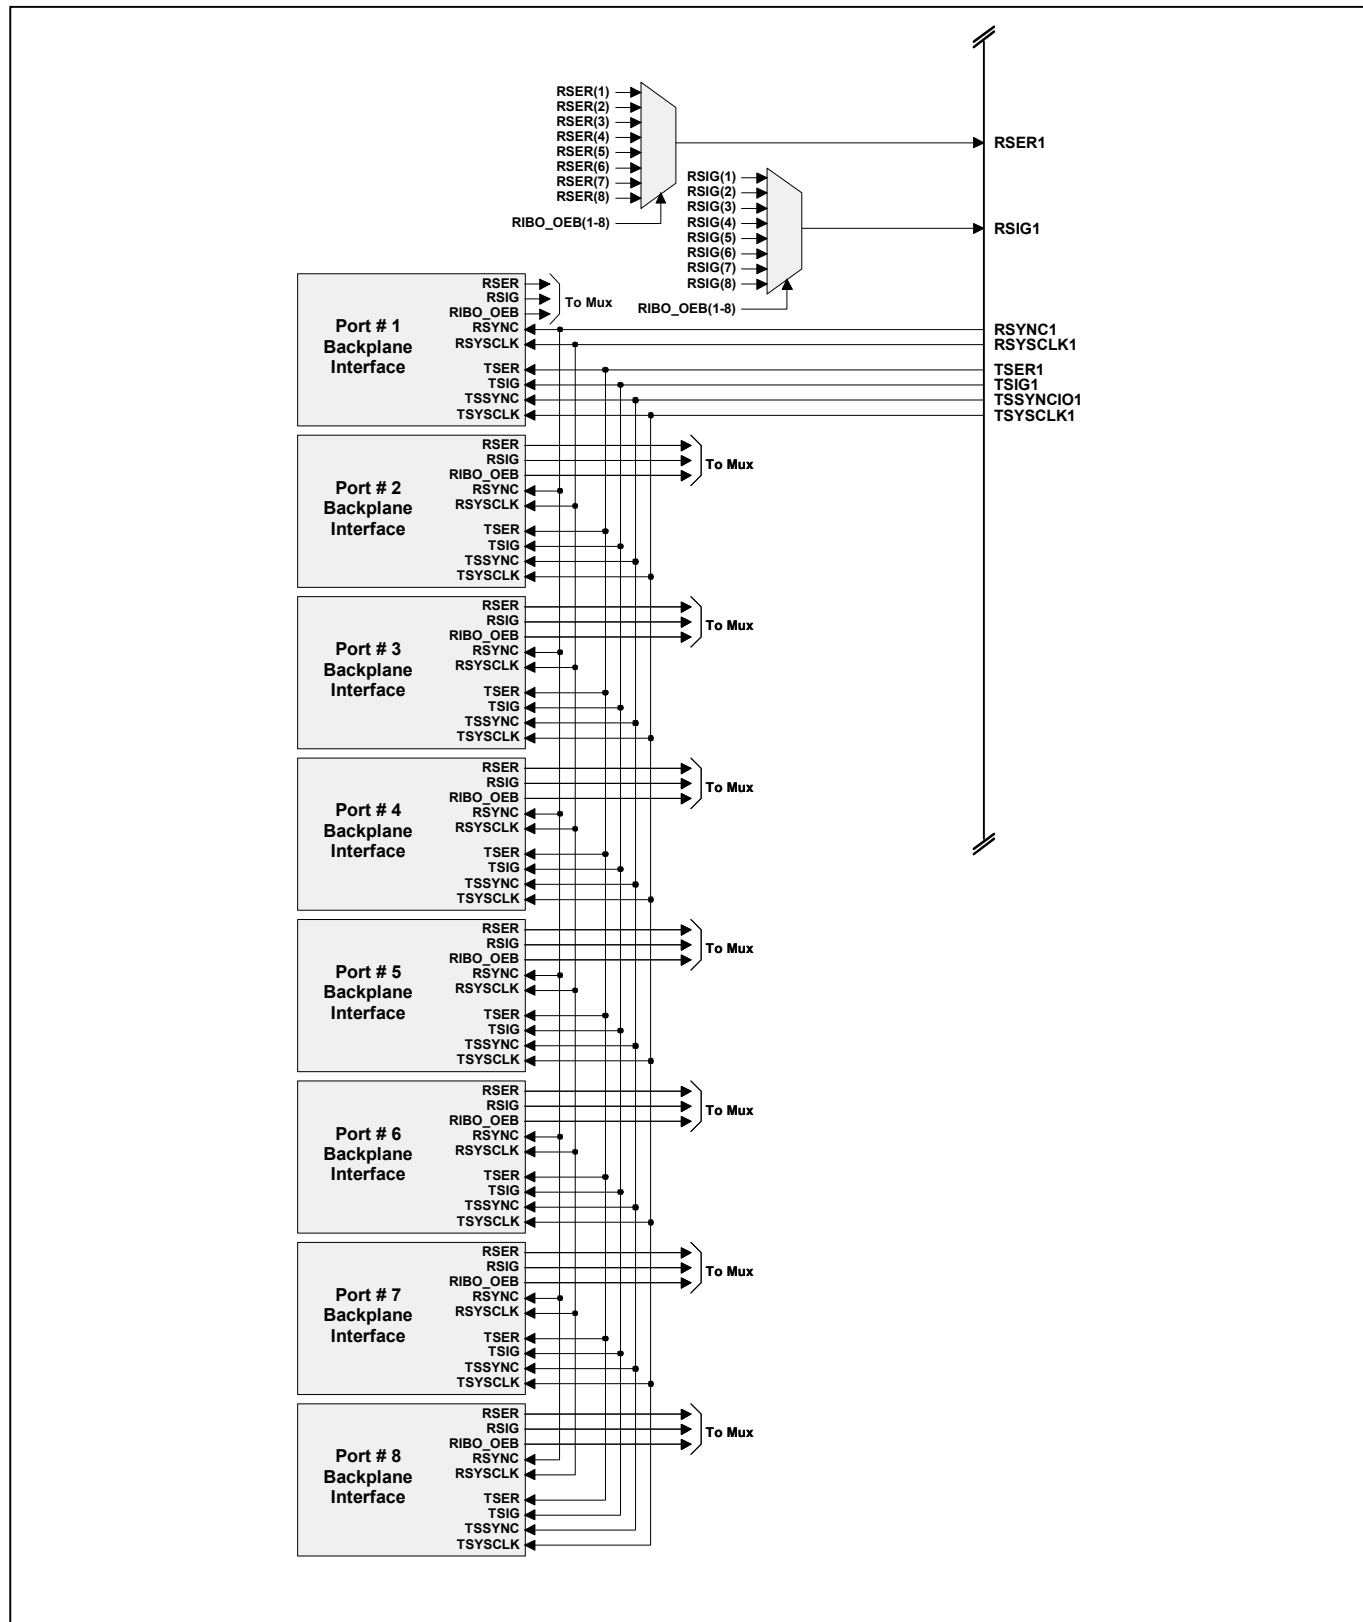 RSER(1)
RSER(2)
RSER(3)
RSER(4)
RSER(5)
RSER(6)
RSER(7)
RSER(8)
RIBO_OEB(1-8)
RSER1
RSIG(1)
RSIG(2)
RSIG(3)
RSIG(4)
RSIG(5)
RSIG(6)
RSIG(7)
RSIG(8)
RIBO_OEB(1-8)
RSIG1
Port # 1
Backplane
Interface
RSER
RSIG
RIBO_OEB
RSYNC
RSYSCLK
TSER
TSIG
TSSYNC
TSYSCLK
To Mux
RSYNC1
RSYSCLK1
TSER1
TSIG1
TSSYNCIO1
TSYSCLK1
Port # 2
Backplane
Interface
RSER
RSIG
RIBO_OEB
RSYNC
RSYSCLK
TSER
TSIG
TSSYNC
TSYSCLK
To Mux
Port # 3
Backplane
Interface
RSER
RSIG
RIBO_OEB
RSYNC
RSYSCLK
TSER
TSIG
TSSYNC
TSYSCLK
To Mux
Port # 4
Backplane
Interface
RSER
RSIG
RIBO_OEB
RSYNC
RSYSCLK
TSER
TSIG
TSSYNC
TSYSCLK
To Mux
Port # 5
Backplane
Interface
RSER
RSIG
RIBO_OEB
RSYNC
RSYSCLK
TSER
TSIG
TSSYNC
TSYSCLK
To Mux
Port # 6
Backplane
Interface
RSER
RSIG
RIBO_OEB
RSYNC
RSYSCLK
TSER
TSIG
TSSYNC
TSYSCLK
To Mux
Port # 7
Backplane
Interface
RSER
RSIG
RIBO_OEB
RSYNC
RSYSCLK
TSER
TSIG
TSSYNC
TSYSCLK
To Mux
Port # 8
Backplane
Interface
RSER
RSIG
RIBO_OEB
RSYNC
RSYSCLK
TSER
TSIG
TSSYNC
TSYSCLK
To Mux